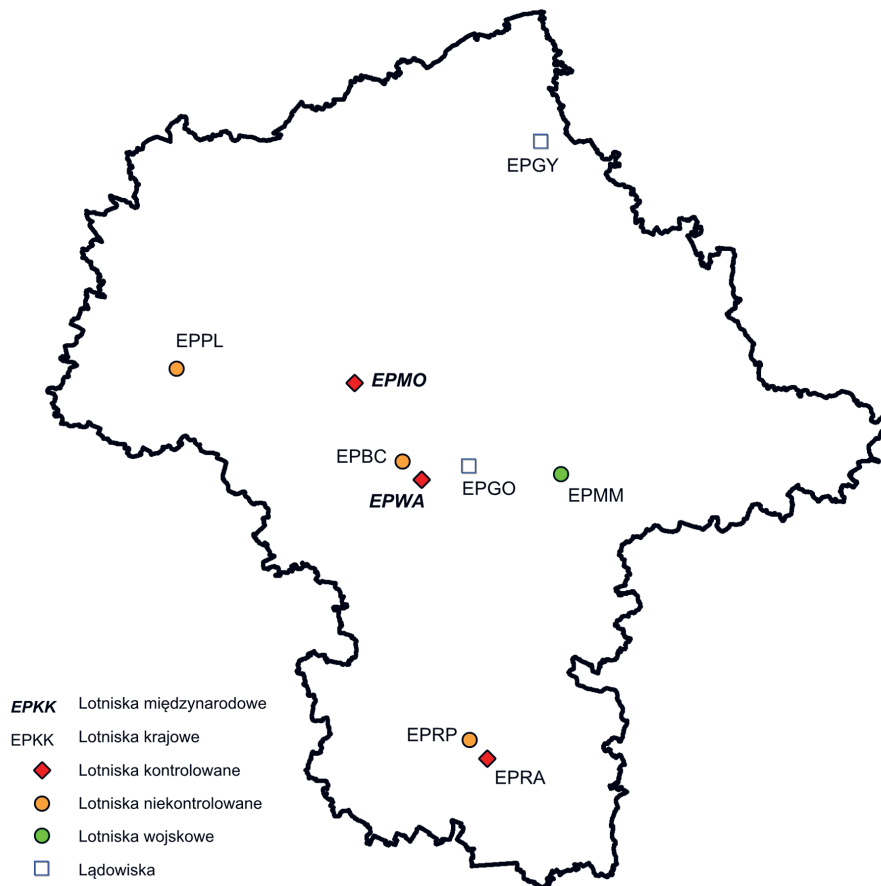 EPGY
EPPL
EPMO
EPBC
EPWA
EPGO
EPMM
EPRP
EPRA
EPKK Lotniska międzynarodowe
EPKK Lotniska krajowe
Lotniska kontrolowane
Lotniska niekontrolowane
Lotniska wojskowe
Lądowiska